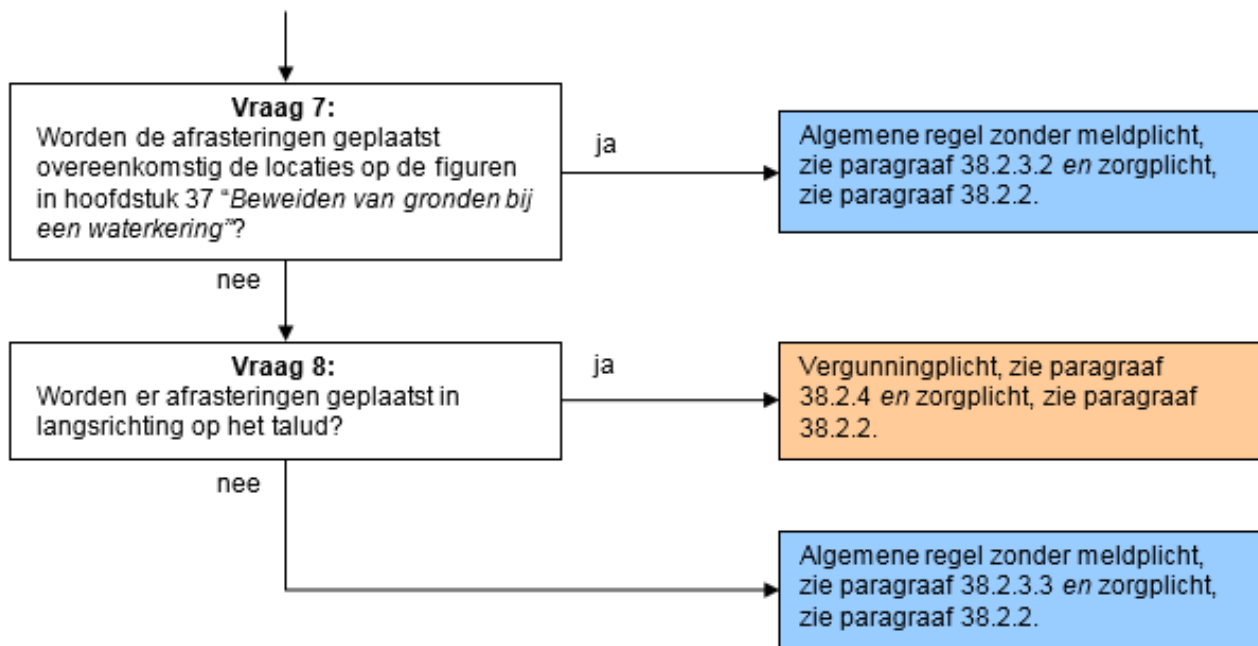 Vraag 7:
Worden de afrasteringen geplaatst
overeenkomstig de locaties op de figuren
in hoofdstuk 37 “Beweiden van gronden bij
een waterkering”?
ja
Algemene regel zonder meldplicht,
zie paragraaf 38.2.3.2 en zorgplicht,
zie paragraaf 38.2.2.
nee
Vraag 8:
Worden er afrasteringen geplaatst in
langsrichting op het talud?
ja
Vergunningplicht, zie paragraaf
38.2.4 en zorgplicht, zie paragraaf
38.2.2.
nee
Algemene regel zonder meldplicht,
zie paragraaf 38.2.3.3 en zorgplicht,
zie paragraaf 38.2.2.